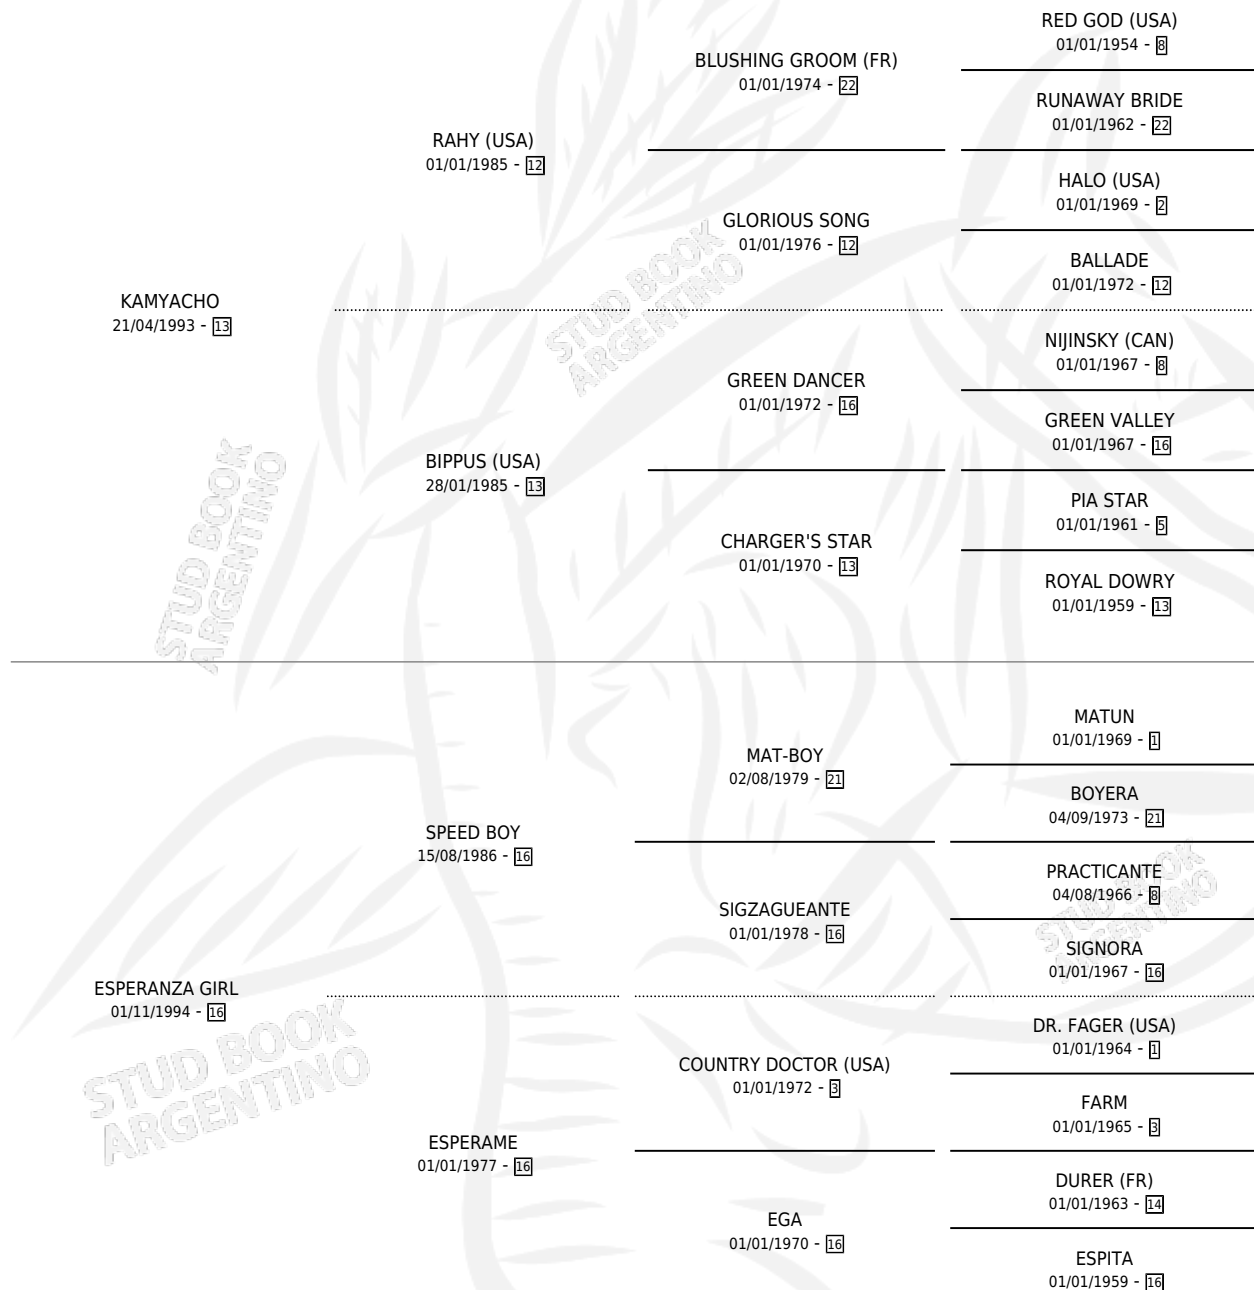 RED GOD (USA)
01/01/1954 - 8
BLUSHING GROOM (FR)
01/01/1974 - 22
RUNAWAY BRIDE
01/01/1962 - 22
RAHY (USA)
01/01/1985 - 12
HALO (USA)
01/01/1969 - 2
GLORIOUS SONG
01/01/1976 - 12
BALLADE
01/01/1972 - 12
KAMYACHO
21/04/1993 - 13
NIJINSKY (CAN)
01/01/1967 - 8
GREEN DANCER
01/01/1972 - 16
GREEN VALLEY
01/01/1967 - 16
BIPPUS (USA)
28/01/1985 - 13
PIA STAR
01/01/1961 - 5
CHARGER'S STAR
01/01/1970 - 13
ROYAL DOWRY
01/01/1959 - 13
MATUN
01/01/1969 - 1
MAT-BOY
02/08/1979 - 21
BOYERA
04/09/1973 - 21
SPEED BOY
15/08/1986 - 16
PRACTICANTE
04/08/1966 - 8
SIGZAGUEANTE
01/01/1978 - 16
SIGNORA
01/01/1967 - 16
ESPERANZA GIRL
01/11/1994 - 16
DR. FAGER (USA)
01/01/1964 - 1
COUNTRY DOCTOR (USA)
01/01/1972 - 3
FARM
01/01/1965 - 3
ESPERAME
01/01/1977 - 16
DURER (FR)
01/01/1963 - 14
EGA
01/01/1970 - 16
ESPITA
01/01/1959 - 16
STUD BOOK
ARGENTINO
STUD BOOK
ARGENTINO
STUD BOOK
ARGENTINO
STUD BOOK
ARGENTINO